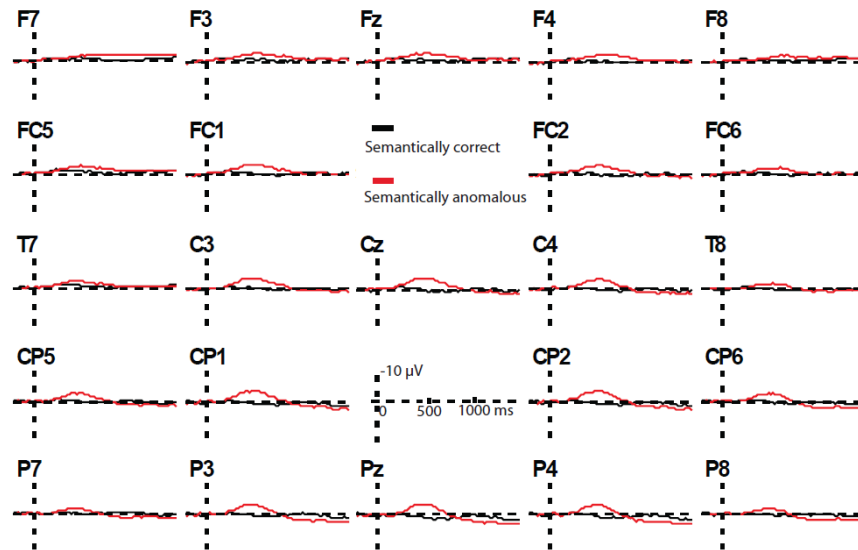 F7 F3 Fz F4 F8
FC5 FC1 FC2 FC6
Semantically correct
Semantically anomalous
T7 C3 Cz C4 T8
CP5 CP1 CP2 CP6
-10 µV
0 500 1000 ms
P7 P3 Pz P4 P8